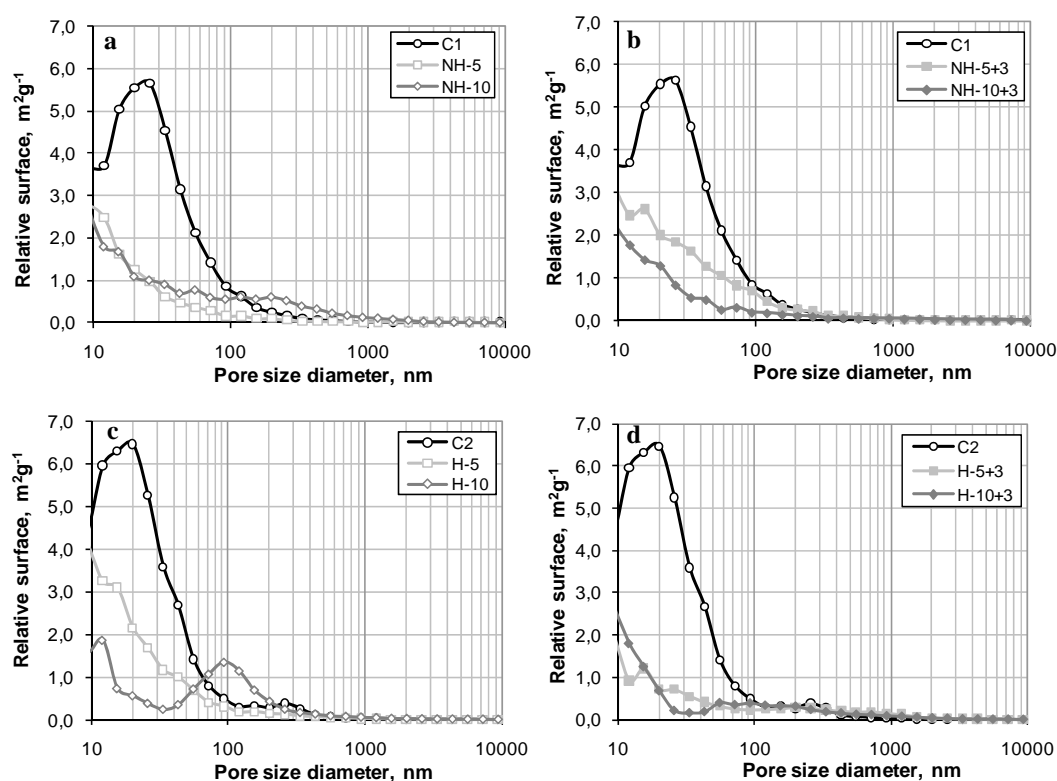 a
C1
NH-5
NH-10
7,0
6,0
5,0
4,0
3,0
2,0
1,0
0,0
Relative surface, m²g⁻¹
10 100 1000 10000
Pore size diameter, nm
b
C1
NH-5+3
NH-10+3
7,0
6,0
5,0
4,0
3,0
2,0
1,0
0,0
Relative surface, m²g⁻¹
10 100 1000 10000
Pore size diameter, nm
c
C2
H-5
H-10
7,0
6,0
5,0
4,0
3,0
2,0
1,0
0,0
Relative surface, m²g⁻¹
10 100 1000 10000
Pore size diameter, nm
d
C2
H-5+3
H-10+3
7,0
6,0
5,0
4,0
3,0
2,0
1,0
0,0
Relative surface, m²g⁻¹
10 100 1000 10000
Pore size diameter, nm